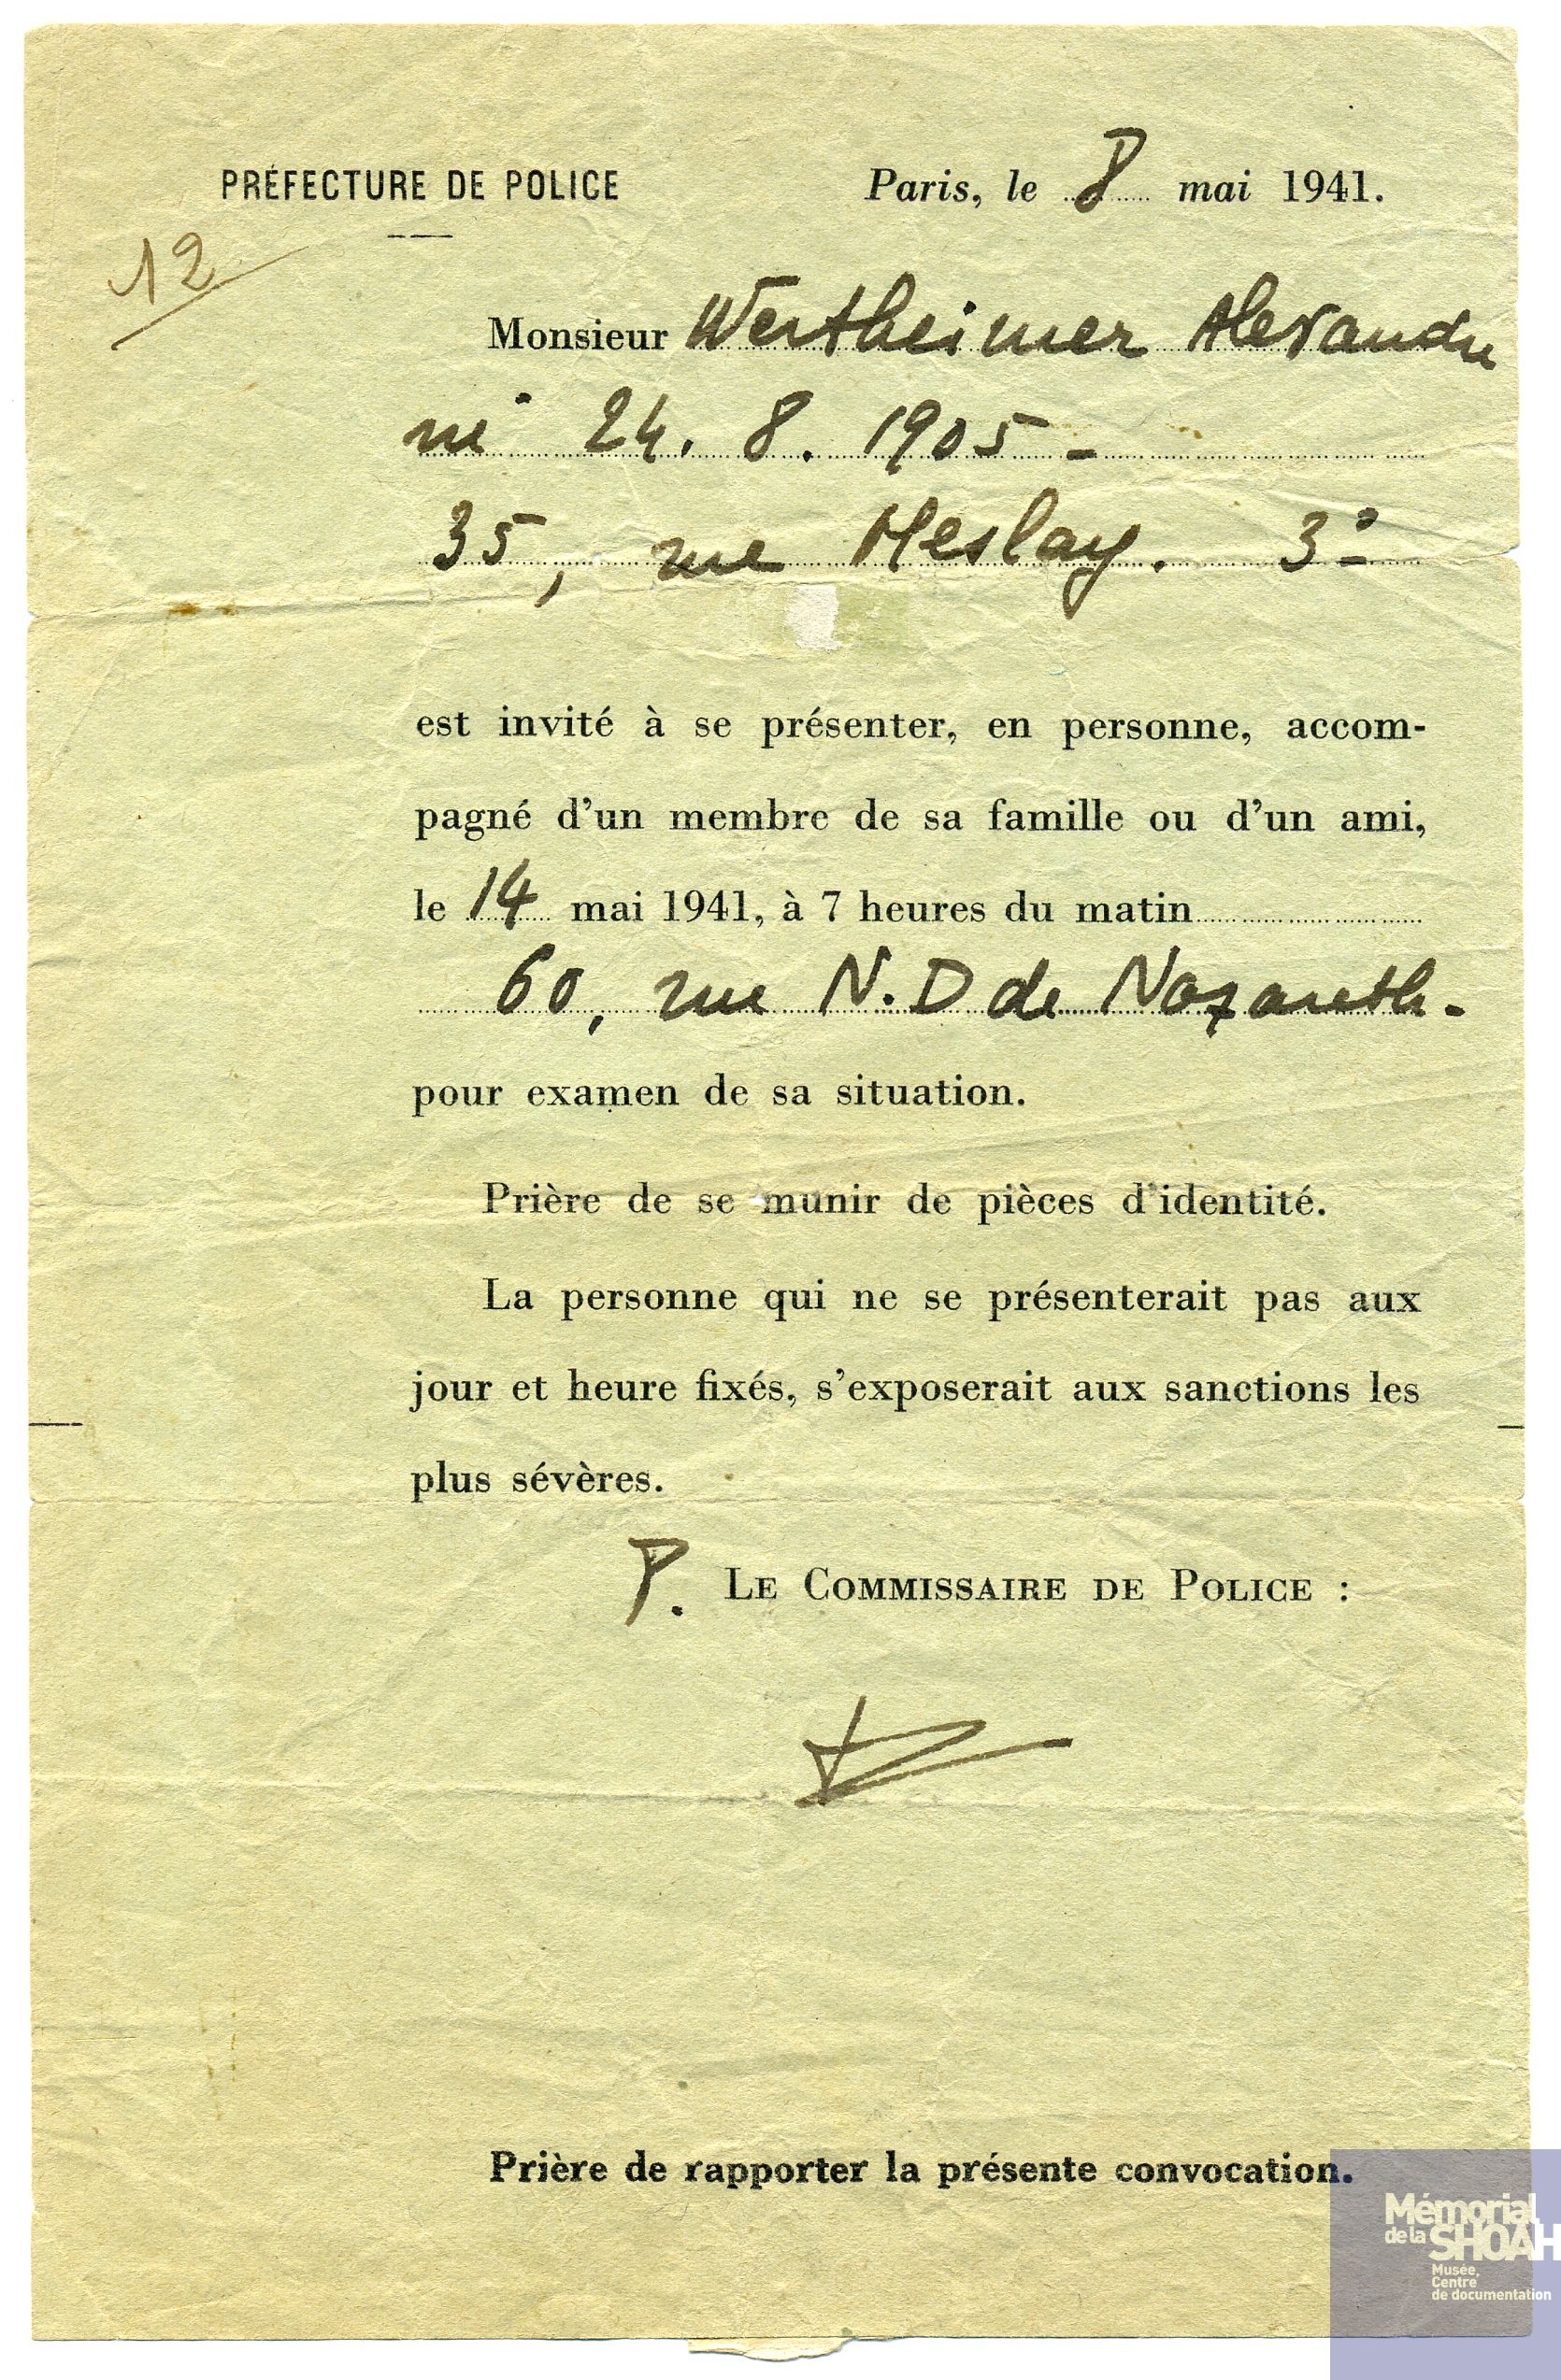 PRÉFECTURE DE POLICE
Paris, le 8 mai 1941.
12
Monsieur Wertheimer Alexandre
né 24. 8. 1905 -
35, rue Meslay. 3e
est invité à se présenter, en personne, accom-
pagné d'un membre de sa famille ou d'un ami,
le 14 mai 1941, à 7 heures du matin
60, rue N.D de Nazareth.
pour examen de sa situation.
Prière de se munir de pièces d'identité.
La personne qui ne se présenterait pas aux
jour et heure fixés, s'exposerait aux sanctions les
plus sévères.
P. LE COMMISSAIRE DE POLICE :
Prière de rapporter la présente convocation.
Mémorial
de la SHOAH
Musée,
Centre
de documentation